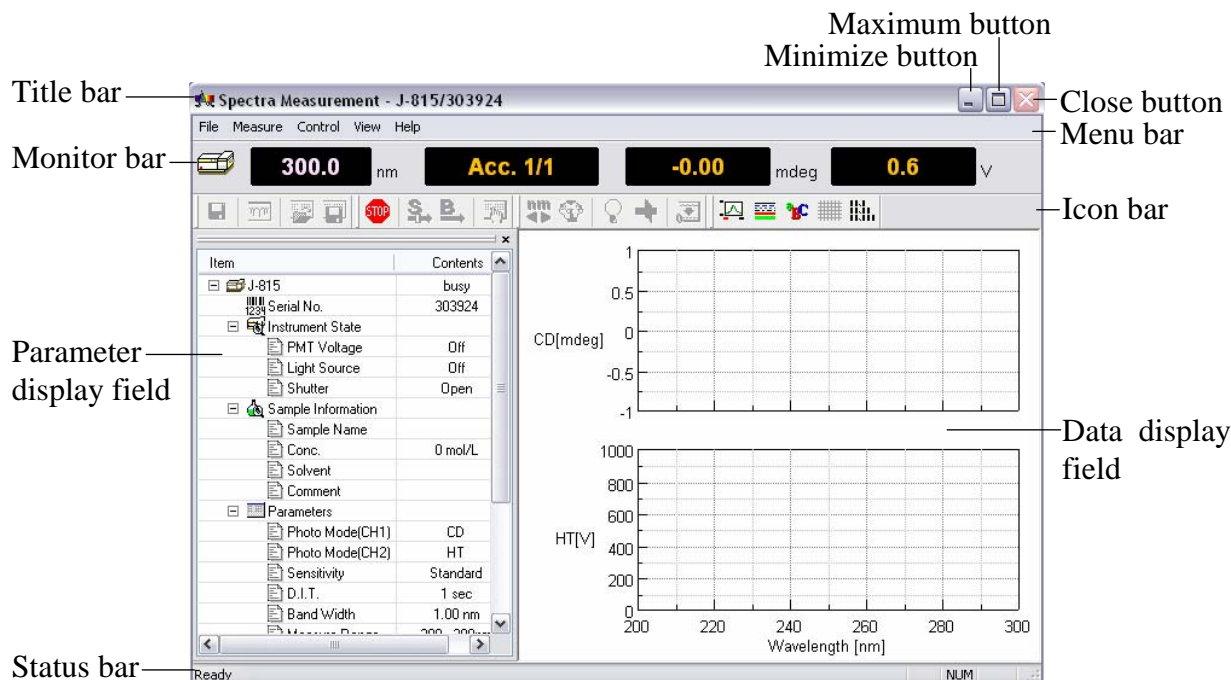 Maximum button
Minimize button
Title bar
Spectra Measurement - J-815/303924
Close button
File Measure Control View Help
Menu bar
Monitor bar
300.0 nm Acc. 1/1 -0.00 mdeg 0.6 V
STOP S B nm BC
Icon bar
Item Contents
J-815 busy
1234 Serial No. 303924
Instrument State
PMT Voltage Off
Light Source Off
Shutter Open
Sample Information
Sample Name
Conc. 0 mol/L
Solvent
Comment
Parameters
Photo Mode(CH1) CD
Photo Mode(CH2) HT
Sensitivity Standard
D.I.T. 1 sec
Band Width 1.00 nm
Parameter
display field
1
0.5
CD[mdeg] 0
-0.5
-1
1000
800
600
HT[V] 400
200
0
200 220 240 260 280 300
Wavelength [nm]
Data display
field
Status bar
Ready NUM